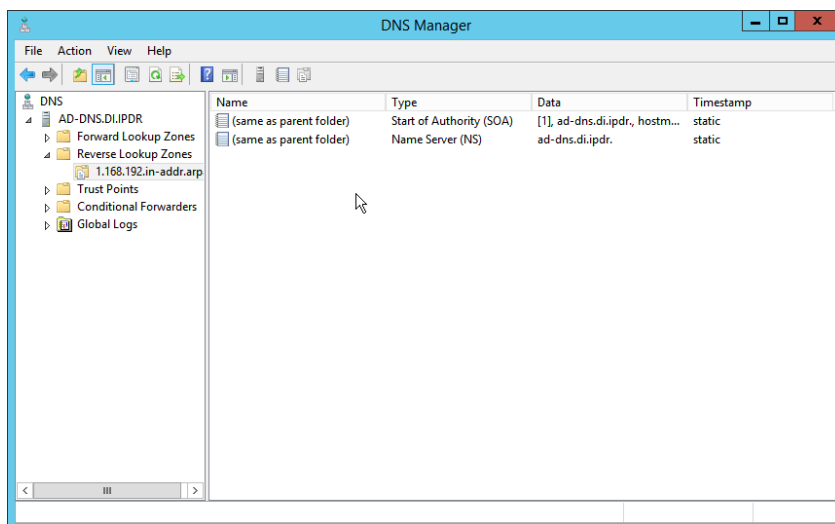 DNS Manager
File Action View Help
DNS
AD-DNS.DI.IPDR
Forward Lookup Zones
Reverse Lookup Zones
1.168.192.in-addr.arp
Trust Points
Conditional Forwarders
Global Logs
Name Type Data Timestamp
(same as parent folder) Start of Authority (SOA) [1], ad-dns.di.ipdr., hostm... static
(same as parent folder) Name Server (NS) ad-dns.di.ipdr. static